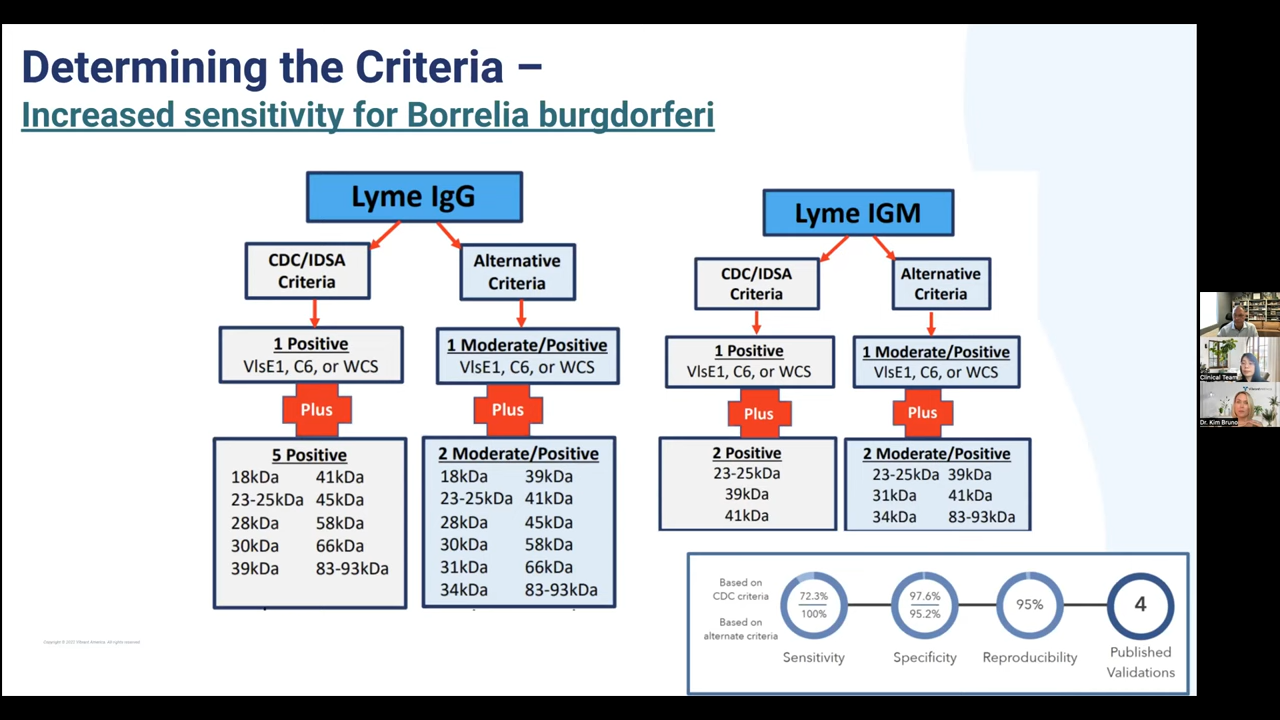 Determining the Criteria –
Increased sensitivity for Borrelia burgdorferi
Lyme IgG
CDC/IDSA
Criteria
Alternative
Criteria
1 Positive
VlsE1, C6, or WCS
1 Moderate/Positive
VlsE1, C6, or WCS
Plus
Plus
5 Positive
18kDa 41kDa
23-25kDa 45kDa
28kDa 58kDa
30kDa 66kDa
39kDa 83-93kDa
2 Moderate/Positive
18kDa 39kDa
23-25kDa 41kDa
28kDa 45kDa
30kDa 58kDa
31kDa 66kDa
34kDa 83-93kDa
Lyme IGM
CDC/IDSA
Criteria
Alternative
Criteria
1 Positive
VlsE1, C6, or WCS
1 Moderate/Positive
VlsE1, C6, or WCS
Plus
Plus
2 Positive
23-25kDa
39kDa
41kDa
2 Moderate/Positive
23-25kDa 39kDa
31kDa 41kDa
34kDa 83-93kDa
Based on
CDC criteria
Based on
alternate criteria
72.3%
100%
Sensitivity
97.6%
95.2%
Specificity
95%
Reproducibility
4
Published
Validations
Clinical Team
Dr. Kim Bruno